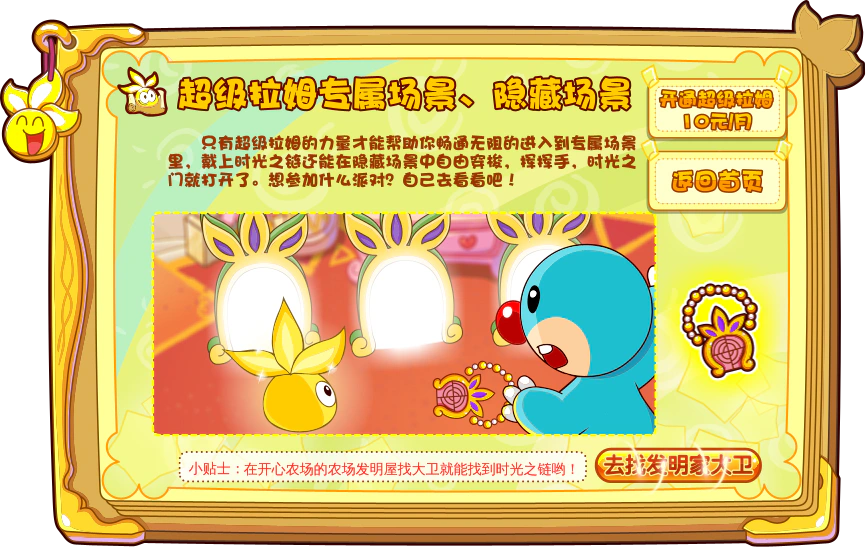 超级拉姆专属场景、隐藏场景
开通超级拉姆
10元/月
只有超级拉姆的力量才能帮助你畅通无阻的进入到专属场景
里，戴上时光之链还能在隐藏场景中自由穿梭，挥挥手，时光之
门就打开了。想参加什么派对？自己去看看吧！
返回首页
小贴士：在开心农场的农场发明屋找大卫就能找到时光之链哟！
去找发明家大卫